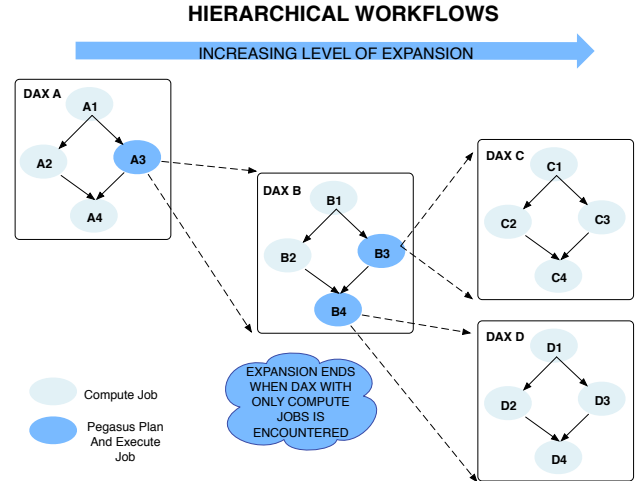 HIERARCHICAL WORKFLOWS
INCREASING LEVEL OF EXPANSION
DAX A
A1
A2
A3
A4
DAX B
B1
B2
B3
B4
DAX C
C1
C2
C3
C4
DAX D
D1
D2
D3
D4
EXPANSION ENDS
WHEN DAX WITH
ONLY COMPUTE
JOBS IS
ENCOUNTERED
Compute Job
Pegasus Plan
And Execute
Job